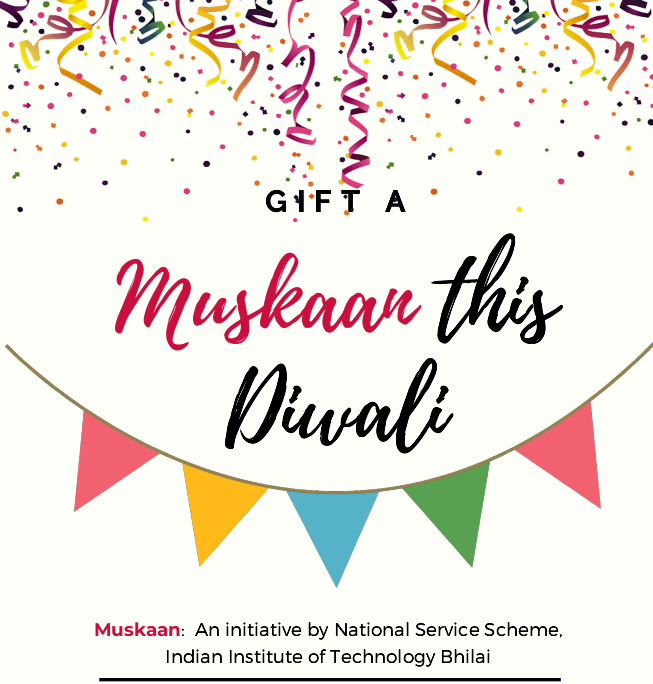 GIFT A
Muskaan this
Diwali
Muskaan: An initiative by National Service Scheme,
Indian Institute of Technology Bhilai